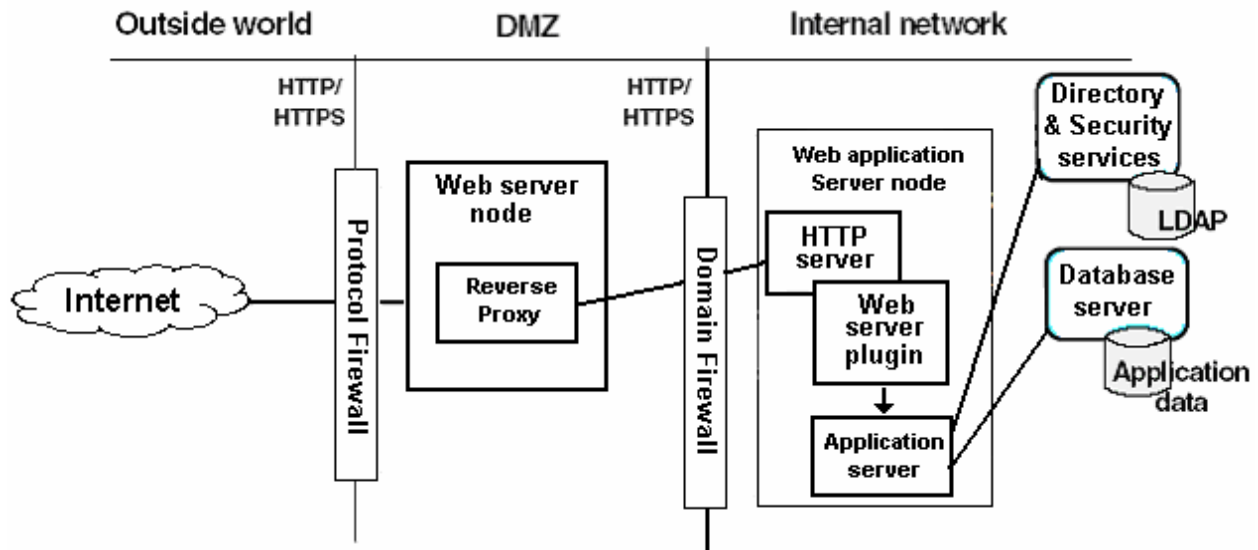 Outside world
DMZ
Internal network
HTTP/
HTTPS
HTTP/
HTTPS
Internet
Protocol Firewall
Web server
node
Reverse
Proxy
Domain Firewall
Web application
Server node
HTTP
server
Web
server
plugin
Application
server
Directory
& Security
services
LDAP
Database
server
Application
data